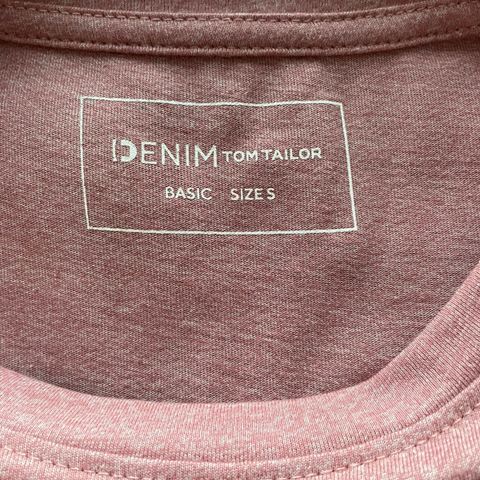 DENIM TOM TAILOR
BASIC SIZE S